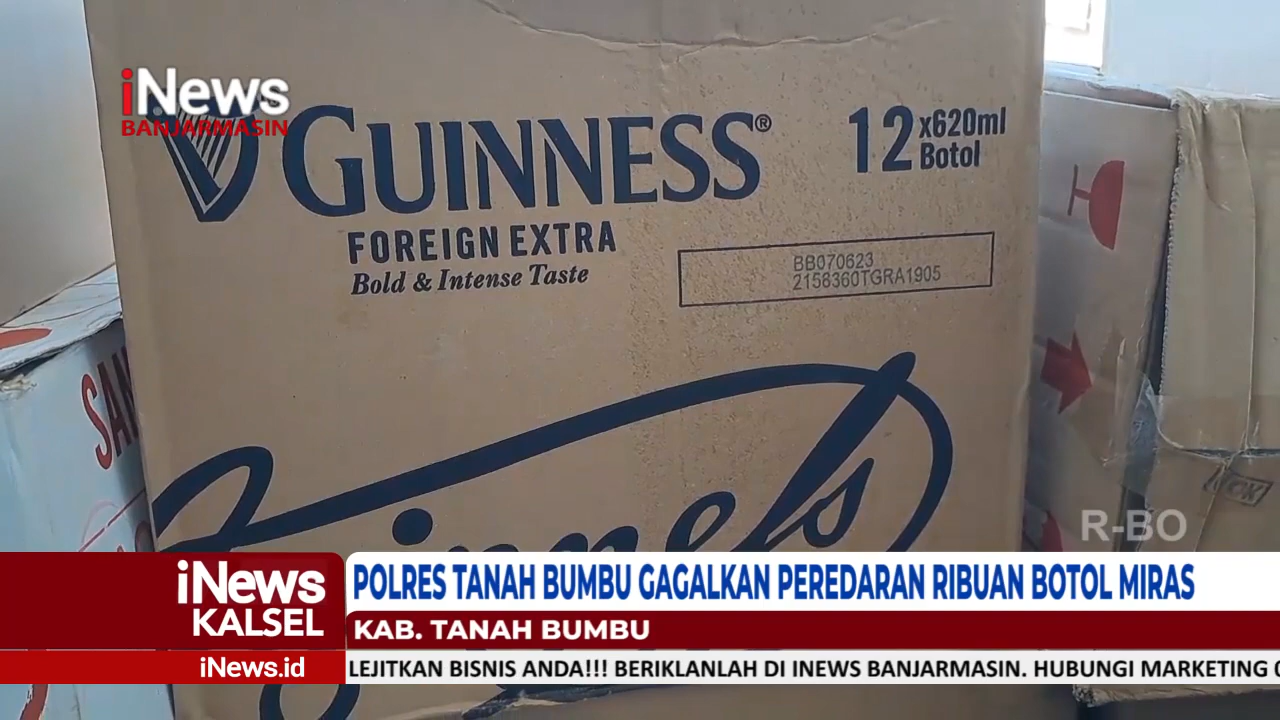 iNews
BANJARMASIN
GUINNESS®
12 x620ml
Botol
FOREIGN EXTRA
Bold & Intense Taste
BB070623
2158360TGRA1905
SAN
R-BO
iNews
KALSEL
POLRES TANAH BUMBU GAGALKAN PEREDARAN RIBUAN BOTOL MIRAS
KAB. TANAH BUMBU
iNews.id
LEJITKAN BISNIS ANDA!!! BERIKLANLAH DI INEWS BANJARMASIN. HUBUNGI MARKETING